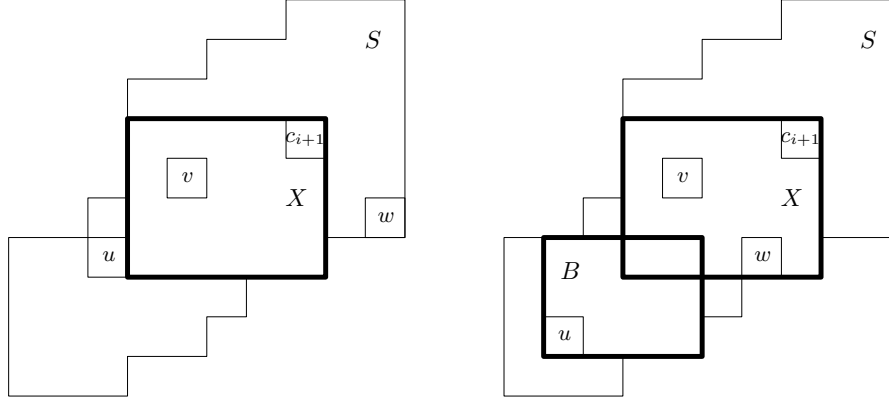 S S
c_{i+1} c_{i+1}
v v
X X
w
u w
B
u